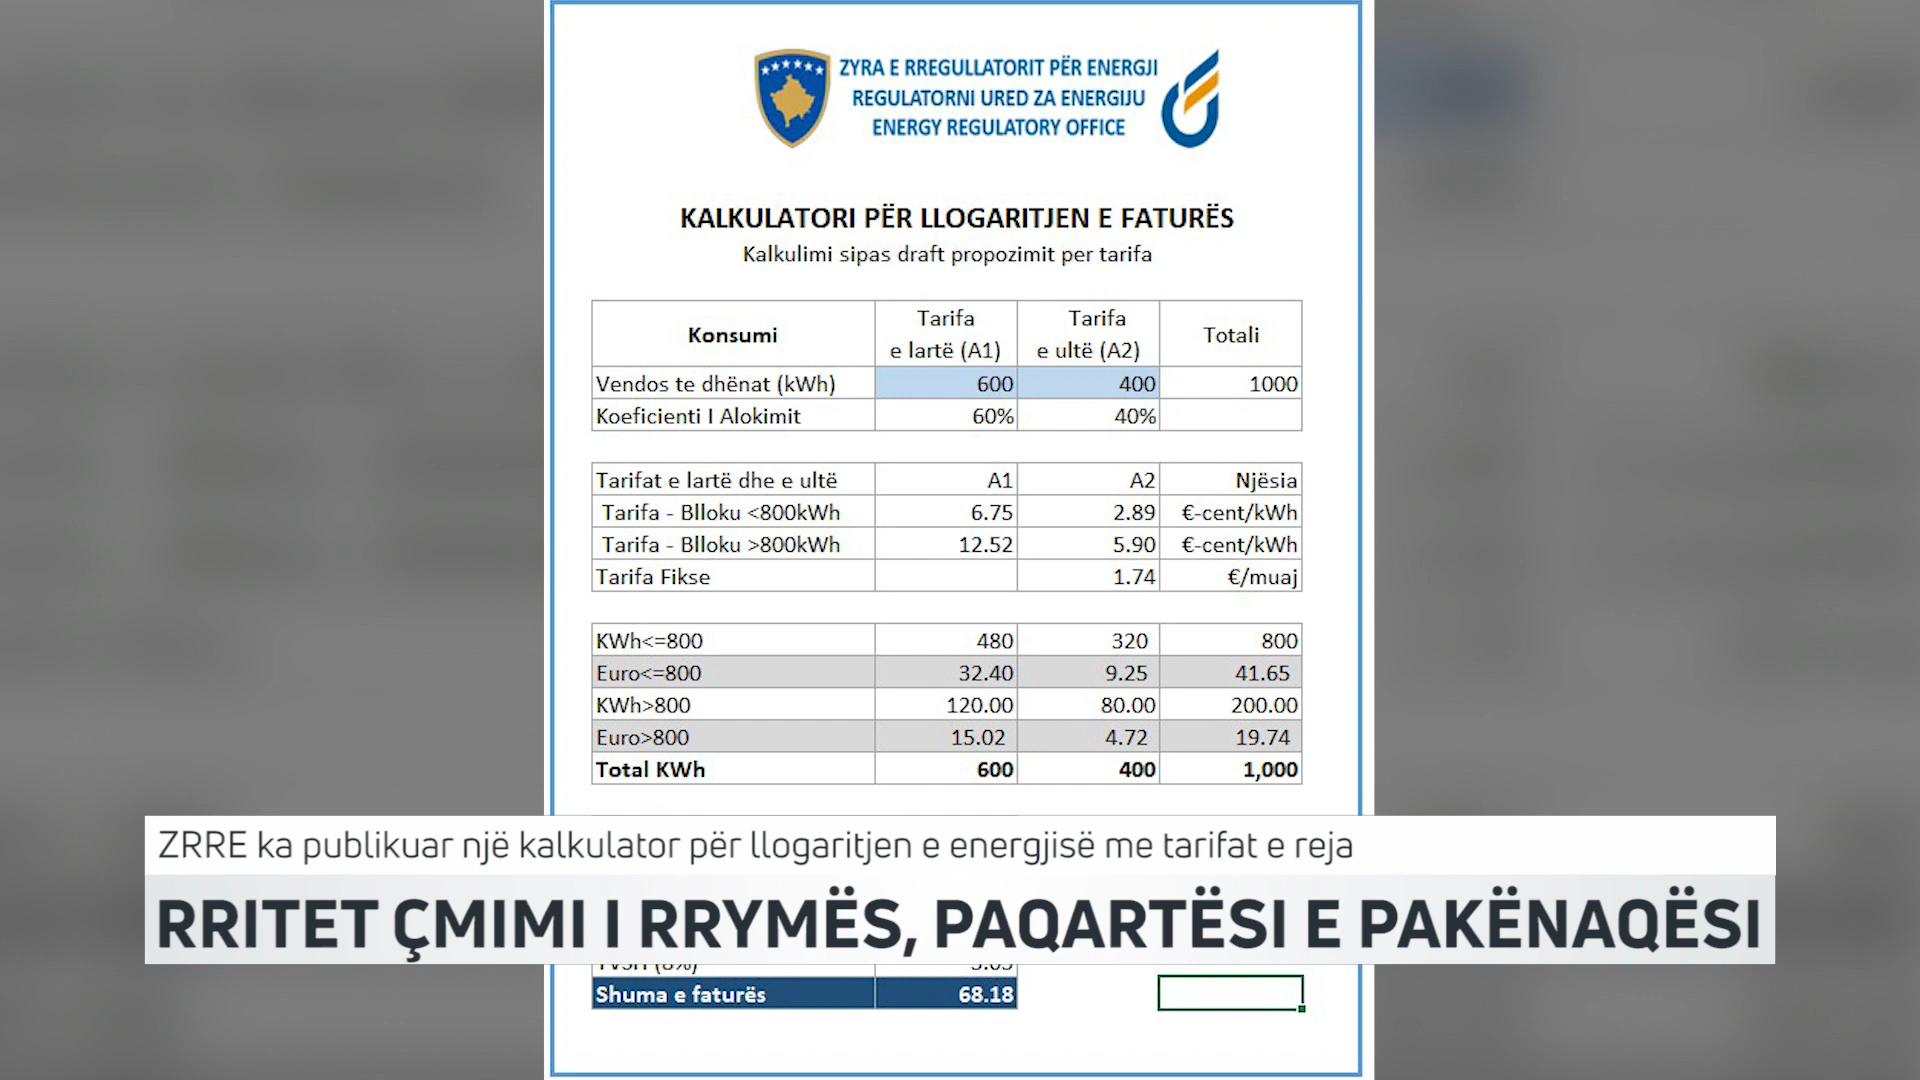 ZYRA E RREGULLATORIT PËR ENERGJI
REGULATORNI URED ZA ENERGIJU
ENERGY REGULATORY OFFICE
KALKULATORI PËR LLOGARITJEN E FATURËS
Kalkulimi sipas draft propozimit per tarifa
Konsumi Tarifa e lartë (A1) Tarifa e ultë (A2) Totali
Vendos te dhënat (kWh) 600 400 1000
Koeficienti I Alokimit 60% 40%
Tarifat e lartë dhe e ultë A1 A2 Njësia
Tarifa - Blloku <800kWh 6.75 2.89 €-cent/kWh
Tarifa - Blloku >800kWh 12.52 5.90 €-cent/kWh
Tarifa Fikse 1.74 €/muaj
KWh<=800 480 320 800
Euro<=800 32.40 9.25 41.65
KWh>800 120.00 80.00 200.00
Euro>800 15.02 4.72 19.74
Total KWh 600 400 1,000
ZRRE ka publikuar një kalkulator për llogaritjen e energjisë me tarifat e reja
RRITET ÇMIMI I RRYMËS, PAQARTËSI E PAKËNAQËSI
Shuma e faturës 68.18